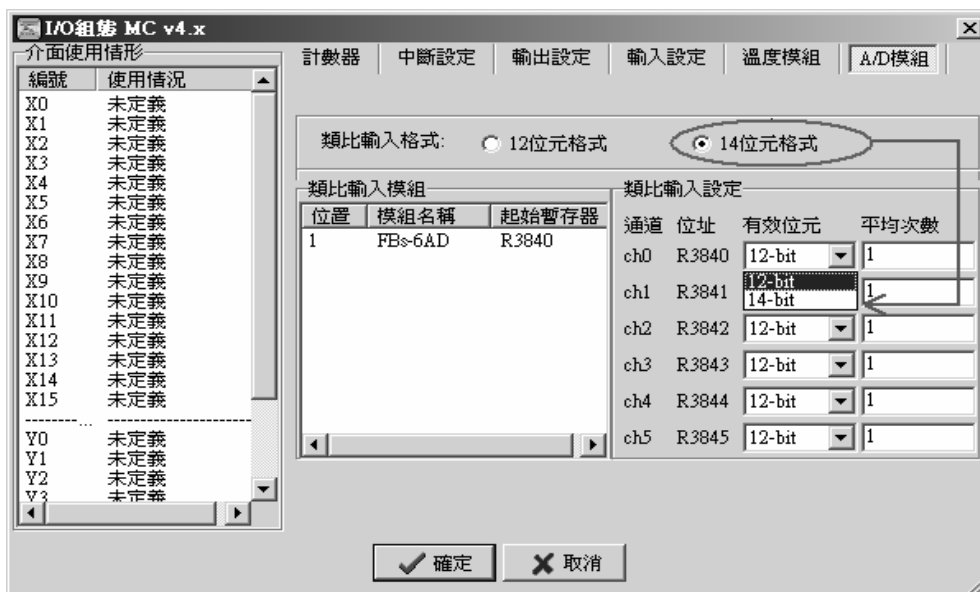 I/O組態 MC v4.x
介面使用情形
編號 使用情況
X0 未定義
X1 未定義
X2 未定義
X3 未定義
X4 未定義
X5 未定義
X6 未定義
X7 未定義
X8 未定義
X9 未定義
X10 未定義
X11 未定義
X12 未定義
X13 未定義
X14 未定義
X15 未定義
-------- ... --------------------
Y0 未定義
Y1 未定義
Y2 未定義
Y3 未定義
計數器 中斷設定 輸出設定 輸入設定 溫度模組 A/D模組
類比輸入格式: 12位元格式 14位元格式
類比輸入模組
位置 模組名稱 起始暫存器
1 FBs-6AD R3840
類比輸入設定
通道 位址 有效位元 平均次數
ch0 R3840 12-bit 1
12-bit
14-bit
ch1 R3841 1
ch2 R3842 12-bit 1
ch3 R3843 12-bit 1
ch4 R3844 12-bit 1
ch5 R3845 12-bit 1
確定 取消